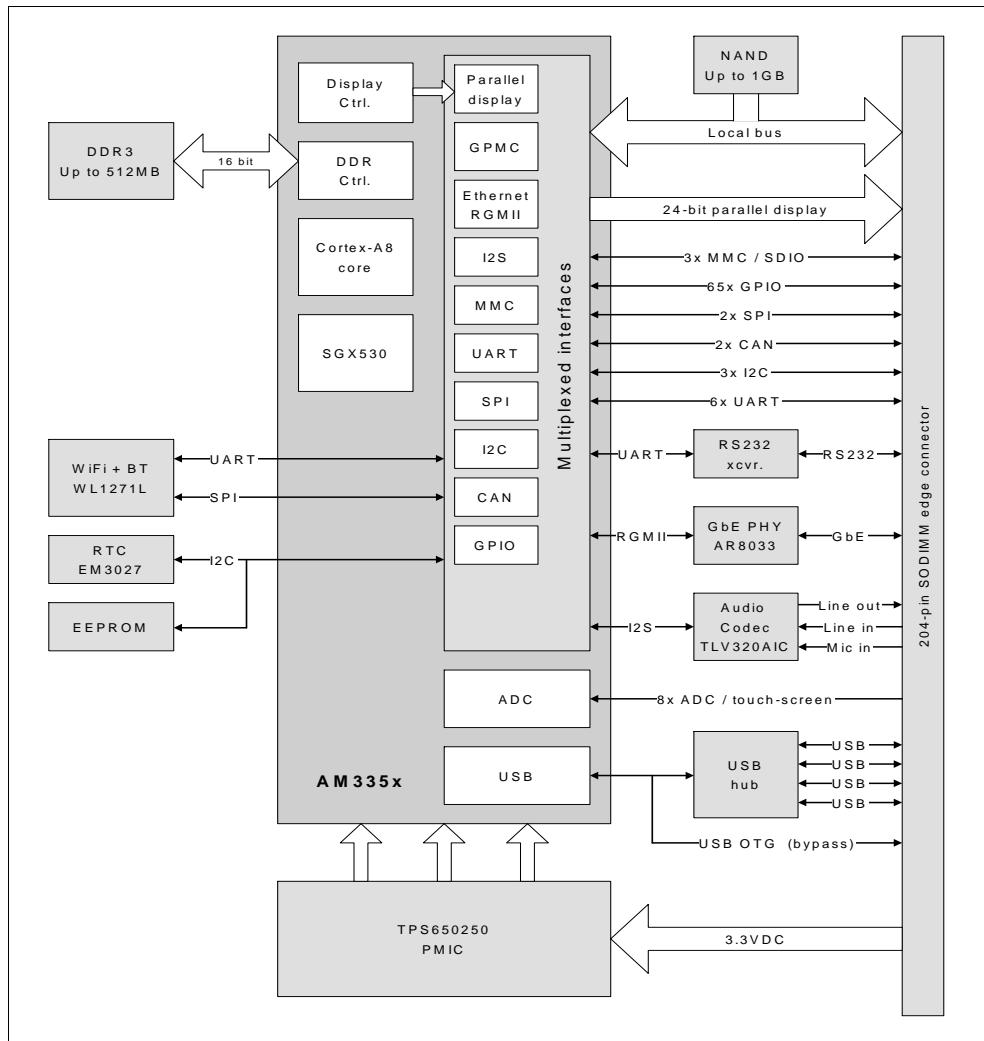 NAND
Up to 1GB
Display
Ctrl.
Parallel
display
Local bus
DDR3
Up to 512MB
16 bit
DDR
Ctrl.
GPMC
Ethernet
RGMII
24-bit parallel display
Cortex-A8
core
I2S
3x MMC / SDIO
65x GPIO
MMC
2x SPI
SGX530
UART
2x CAN
3x I2C
SPI
6x UART
Multiplexed interfaces
204-pin SODIMM edge connector
WiFi + BT
WL1271L
UART
SPI
I2C
UART
RS232
xcvr.
RS232
CAN
RTC
EM3027
I2C
GPIO
RGMII
GbE PHY
AR8033
GbE
EEPROM
I2S
Audio
Codec
TLV320AIC
Line out
Line in
Mic in
ADC
8x ADC / touch-screen
AM335x
USB
USB
hub
USB
USB
USB
USB
USB OTG (bypass)
TPS650250
PMIC
3.3VDC